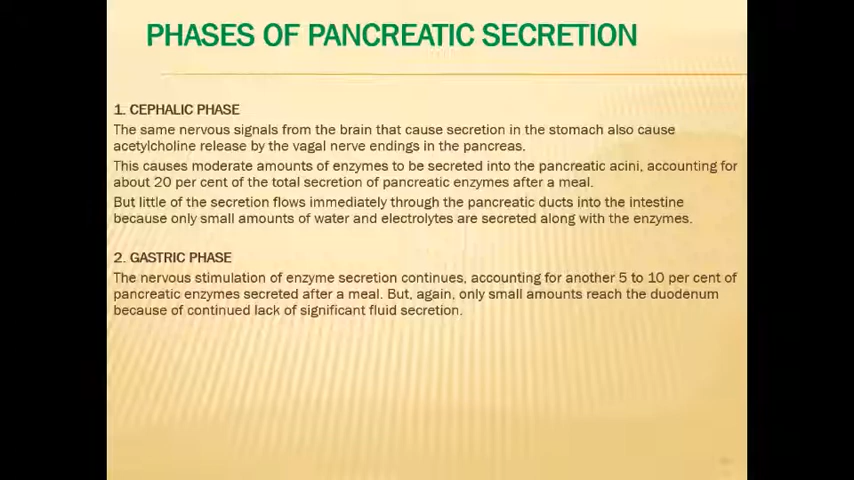 PHASES OF PANCREATIC SECRETION
1. CEPHALIC PHASE
The same nervous signals from the brain that cause secretion in the stomach also cause
acetylcholine release by the vagal nerve endings in the pancreas.
This causes moderate amounts of enzymes to be secreted into the pancreatic acini, accounting for
about 20 per cent of the total secretion of pancreatic enzymes after a meal.
But little of the secretion flows immediately through the pancreatic ducts into the intestine
because only small amounts of water and electrolytes are secreted along with the enzymes.
2. GASTRIC PHASE
The nervous stimulation of enzyme secretion continues, accounting for another 5 to 10 per cent of
pancreatic enzymes secreted after a meal. But, again, only small amounts reach the duodenum
because of continued lack of significant fluid secretion.